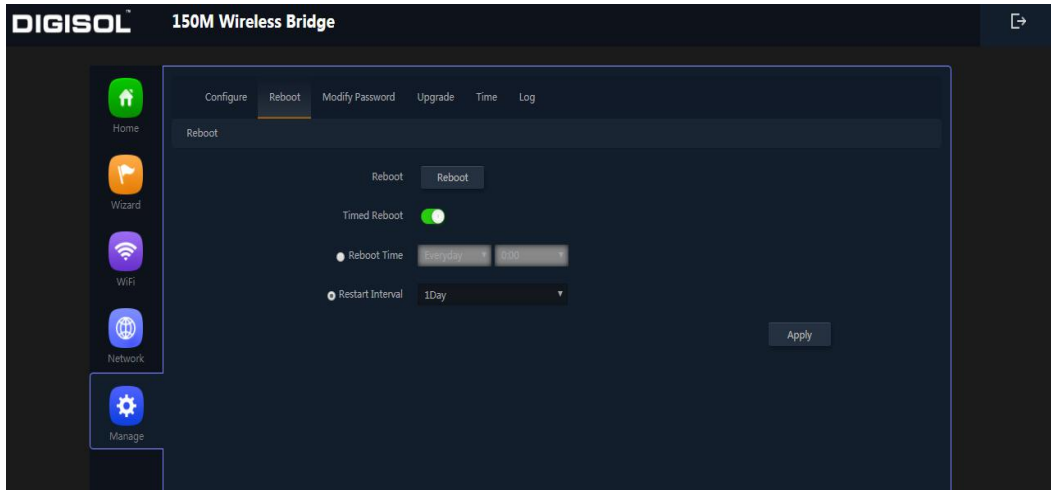 DIGISOL™ 150M Wireless Bridge
Configure Reboot Modify Password Upgrade Time Log
Home
Reboot
Reboot Reboot
Wizard
Timed Reboot
WiFi
Reboot Time Everyday 0:00
Restart Interval 1Day
Apply
Network
Manage